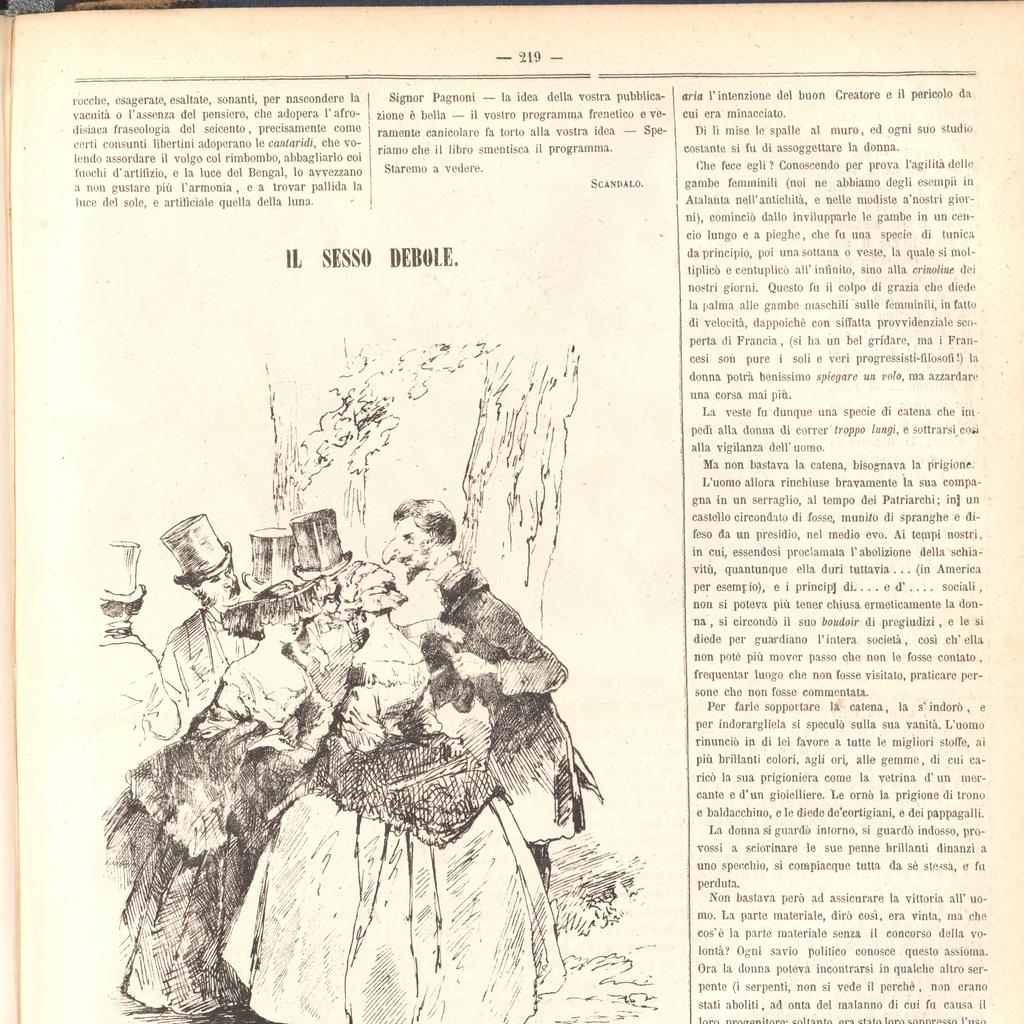 — 219 —
rocche, esagerate, esaltate, sonanti, per nascondere la
vacuità o l'assenza del pensiero, che adopera l'afro-
disiaca fraseologia del seicento, precisamente come
certi consunti libertini adoperano le cantaridi, che vo-
lendo assordare il volgo col rimbombo, abbagliarlo coi
fuochi d'artifizio, e la luce del Bengal, lo avvezzano
a non gustare più l'armonia, e a trovar pallida la
luce del sole, e artificiale quella della luna.
Signor Pagnoni — la idea della vostra pubblica-
zione è bella — il vostro programma frenetico e ve-
ramente canicolare fa torto alla vostra idea — Spe-
riamo che il libro smentisca il programma.
Staremo a vedere.
SCANDALO.
IL SESSO DEBOLE.
aria l'intenzione del buon Creatore e il pericolo da
cui era minacciato.
Di lì mise le spalle al muro, ed ogni suo studio
costante si fu di assoggettare la donna.
Che fece egli? Conoscendo per prova l'agilità delle
gambe femminili (noi ne abbiamo degli esempii in
Atalanta nell'antichità, e nelle modiste a'nostri gior-
ni), cominciò dallo invilupparle le gambe in un cen-
cio lungo e a pieghe, che fu una specie di tunica
da principio, poi una sottana o veste, la quale si mol-
tiplicò e centuplicò all'infinito, sino alla crinoline dei
nostri giorni. Questo fu il colpo di grazia che diede
la palma alle gambe maschili sulle femminili, in fatto
di velocità, dappoichè con siffatta provvidenziale sco-
perta di Francia, (si ha un bel gridare, ma i Fran-
cesi son pure i soli e veri progressisti-filosofi!) la
donna potrà benissimo spiegare un volo, ma azzardare
una corsa mai più.
La veste fu dunque una specie di catena che im-
pedì alla donna di correr troppo lungi, e sottrarsi così
alla vigilanza dell'uomo.
Ma non bastava la catena, bisognava la prigione.
L'uomo allora rinchiuse bravamente la sua compa-
gna in un serraglio, al tempo dei Patriarchi; in un
castello circondato di fosse, munito di spranghe e di-
feso da un presidio, nel medio evo. Ai tempi nostri,
in cui, essendosi proclamata l'abolizione della schia-
vitù, quantunque ella duri tuttavia... (in America
per esempio), e i principj di.... e d'.... sociali,
non si poteva più tener chiusa ermeticamente la don-
na, si circondò il suo boudoir di pregiudizi, e le si
diede per guardiano l'intera società, così ch'ella
non potè più mover passo che non le fosse contato,
frequentar luogo che non fosse visitato, praticare per-
sone che non fosse commentata.
Per farle sopportare la catena, la s'indorò, e
per indorargliela si speculò sulla sua vanità. L'uomo
rinunciò in di lei favore a tutte le migliori stoffe, ai
più brillanti colori, agli ori, alle gemme, di cui ca-
ricò la sua prigioniera come la vetrina d'un mer-
cante e d'un gioielliere. Le ornò la prigione di trono
e baldacchino, e le diede de'cortigiani, e dei pappagalli.
La donna si guardò intorno, si guardò indosso, pro-
vossi a sciorinare le sue penne brillanti dinanzi a
uno specchio, si compiacque tutta da sè stessa, e fu
perduta.
Non bastava però ad assicurare la vittoria all'uo-
mo. La parte materiale, dirò così, era vinta, ma che
cos'è la parte materiale senza il concorso della vo-
lontà? Ogni savio politico conosce questo assioma.
Ora la donna poteva incontrarsi in qualche altro ser-
pente (i serpenti, non si vede il perchè, non erano
stati aboliti, ad onta del malanno di cui fu causa il
loro progenitore; soltanto era stato loro soppresso l'uso